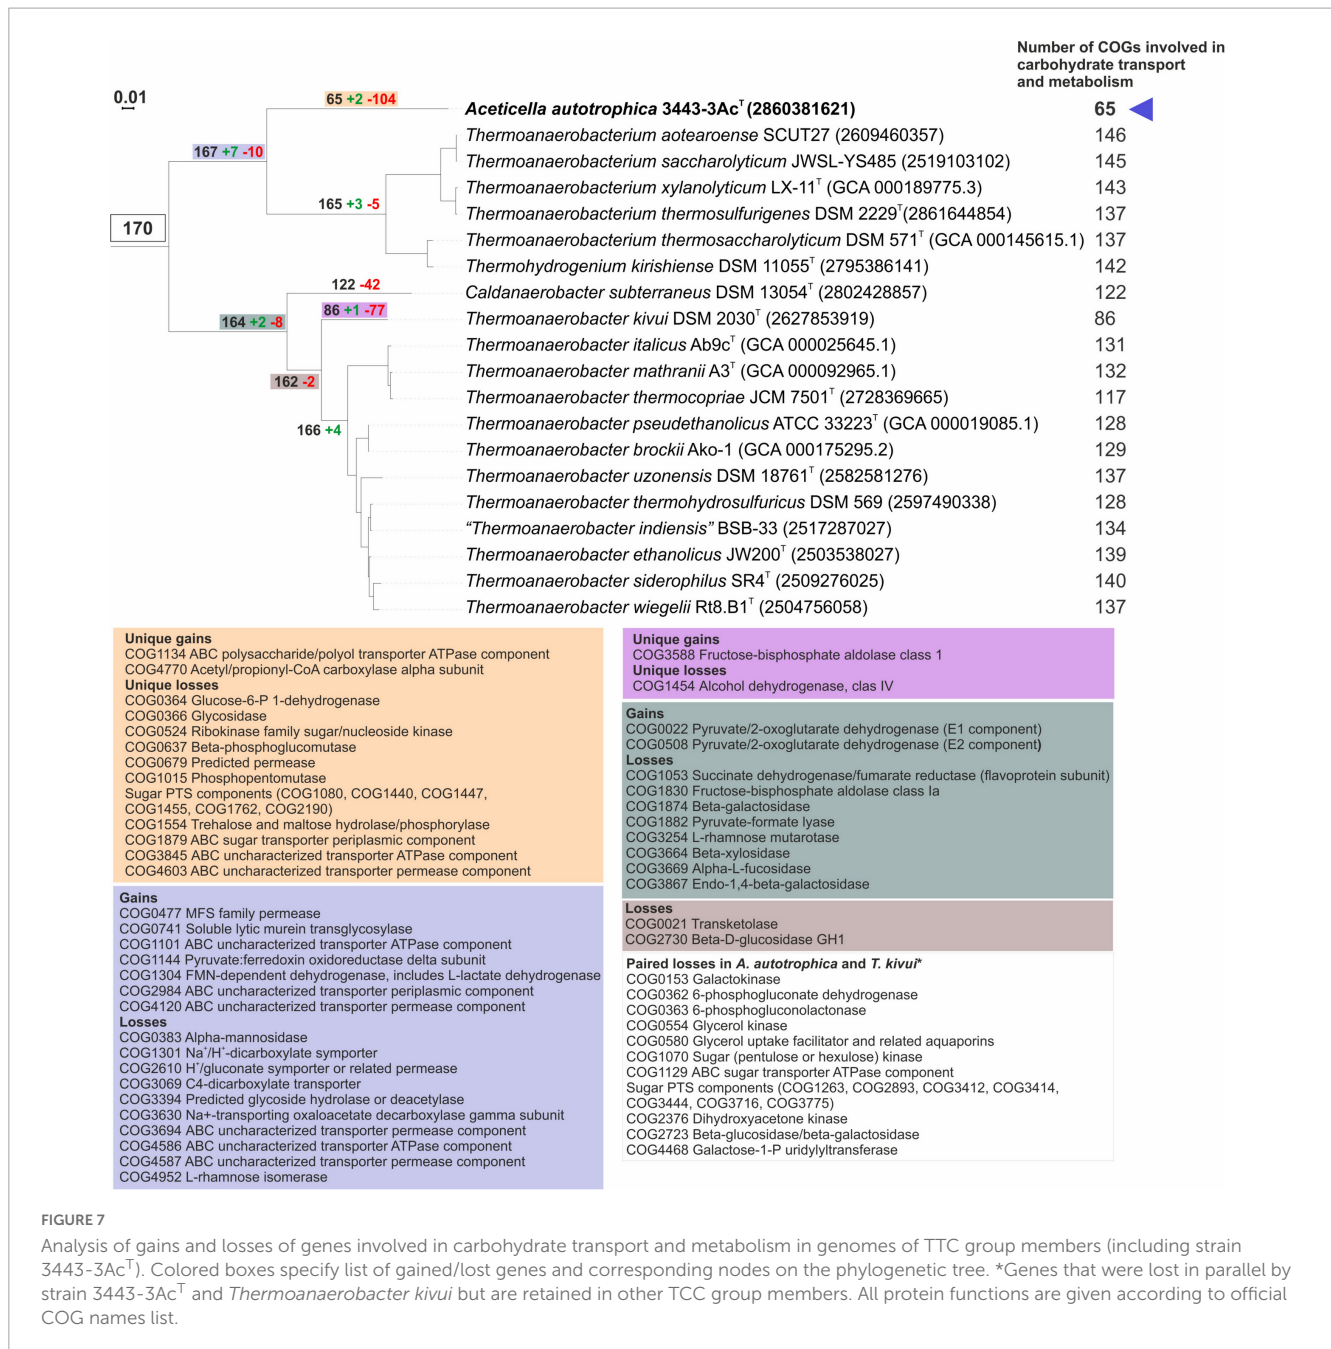 Number of COGs involved in
carbohydrate transport
and metabolism
0.01
65 +2 -104
Aceticella autotrophica 3443-3Acᵀ (2860381621) 65
Thermoanaerobacterium aotearoense SCUT27 (2609460357) 146
167 +7 -10
Thermoanaerobacterium saccharolyticum JWSL-YS485 (2519103102) 145
Thermoanaerobacterium xylanolyticum LX-11ᵀ (GCA 000189775.3) 143
165 +3 -5
Thermoanaerobacterium thermosulfurigenes DSM 2229ᵀ(2861644854) 137
170
Thermoanaerobacterium thermosaccharolyticum DSM 571ᵀ (GCA 000145615.1) 137
Thermohydrogenium kirishiense DSM 11055ᵀ (2795386141) 142
122 -42
Caldanaerobacter subterraneus DSM 13054ᵀ (2802428857) 122
86 +1 -77
164 +2 -8
Thermoanaerobacter kivui DSM 2030ᵀ (2627853919) 86
Thermoanaerobacter italicus Ab9cᵀ (GCA 000025645.1) 131
Thermoanaerobacter mathranii A3ᵀ (GCA 000092965.1) 132
162 -2
Thermoanaerobacter thermocopriae JCM 7501ᵀ (2728369665) 117
Thermoanaerobacter pseudethanolicus ATCC 33223ᵀ (GCA 000019085.1) 128
166 +4
Thermoanaerobacter brockii Ako-1 (GCA 000175295.2) 129
Thermoanaerobacter uzonensis DSM 18761ᵀ (2582581276) 137
Thermoanaerobacter thermohydrosulfuricus DSM 569 (2597490338) 128
“Thermoanaerobacter indiensis” BSB-33 (2517287027) 134
Thermoanaerobacter ethanolicus JW200ᵀ (2503538027) 139
Thermoanaerobacter siderophilus SR4ᵀ (2509276025) 140
Thermoanaerobacter wiegelii Rt8.B1ᵀ (2504756058) 137
Unique gains
COG1134 ABC polysaccharide/polyol transporter ATPase component
COG4770 Acetyl/propionyl-CoA carboxylase alpha subunit
Unique losses
COG0364 Glucose-6-P 1-dehydrogenase
COG0366 Glycosidase
COG0524 Ribokinase family sugar/nucleoside kinase
COG0637 Beta-phosphoglucomutase
COG0679 Predicted permease
COG1015 Phosphopentomutase
Sugar PTS components (COG1080, COG1440, COG1447,
COG1455, COG1762, COG2190)
COG1554 Trehalose and maltose hydrolase/phosphorylase
COG1879 ABC sugar transporter periplasmic component
COG3845 ABC uncharacterized transporter ATPase component
COG4603 ABC uncharacterized transporter permease component
Gains
COG0477 MFS family permease
COG0741 Soluble lytic murein transglycosylase
COG1101 ABC uncharacterized transporter ATPase component
COG1144 Pyruvate:ferredoxin oxidoreductase delta subunit
COG1304 FMN-dependent dehydrogenase, includes L-lactate dehydrogenase
COG2984 ABC uncharacterized transporter periplasmic component
COG4120 ABC uncharacterized transporter permease component
Losses
COG0383 Alpha-mannosidase
COG1301 Na⁺/H⁺-dicarboxylate symporter
COG2610 H⁺/gluconate symporter or related permease
COG3069 C4-dicarboxylate transporter
COG3394 Predicted glycoside hydrolase or deacetylase
COG3630 Na+-transporting oxaloacetate decarboxylase gamma subunit
COG3694 ABC uncharacterized transporter permease component
COG4586 ABC uncharacterized transporter ATPase component
COG4587 ABC uncharacterized transporter permease component
COG4952 L-rhamnose isomerase
Unique gains
COG3588 Fructose-bisphosphate aldolase class 1
Unique losses
COG1454 Alcohol dehydrogenase, clas IV
Gains
COG0022 Pyruvate/2-oxoglutarate dehydrogenase (E1 component)
COG0508 Pyruvate/2-oxoglutarate dehydrogenase (E2 component)
Losses
COG1053 Succinate dehydrogenase/fumarate reductase (flavoprotein subunit)
COG1830 Fructose-bisphosphate aldolase class Ia
COG1874 Beta-galactosidase
COG1882 Pyruvate-formate lyase
COG3254 L-rhamnose mutarotase
COG3664 Beta-xylosidase
COG3669 Alpha-L-fucosidase
COG3867 Endo-1,4-beta-galactosidase
Losses
COG0021 Transketolase
COG2730 Beta-D-glucosidase GH1
Paired losses in A. autotrophica and T. kivui*
COG0153 Galactokinase
COG0362 6-phosphogluconate dehydrogenase
COG0363 6-phosphogluconolactonase
COG0554 Glycerol kinase
COG0580 Glycerol uptake facilitator and related aquaporins
COG1070 Sugar (pentulose or hexulose) kinase
COG1129 ABC sugar transporter ATPase component
Sugar PTS components (COG1263, COG2893, COG3412, COG3414,
COG3444, COG3716, COG3775)
COG2376 Dihydroxyacetone kinase
COG2723 Beta-glucosidase/beta-galactosidase
COG4468 Galactose-1-P uridylyltransferase
FIGURE 7
Analysis of gains and losses of genes involved in carbohydrate transport and metabolism in genomes of TTC group members (including strain
3443-3Acᵀ). Colored boxes specify list of gained/lost genes and corresponding nodes on the phylogenetic tree. *Genes that were lost in parallel by
strain 3443-3Acᵀ and Thermoanaerobacter kivui but are retained in other TCC group members. All protein functions are given according to official
COG names list.